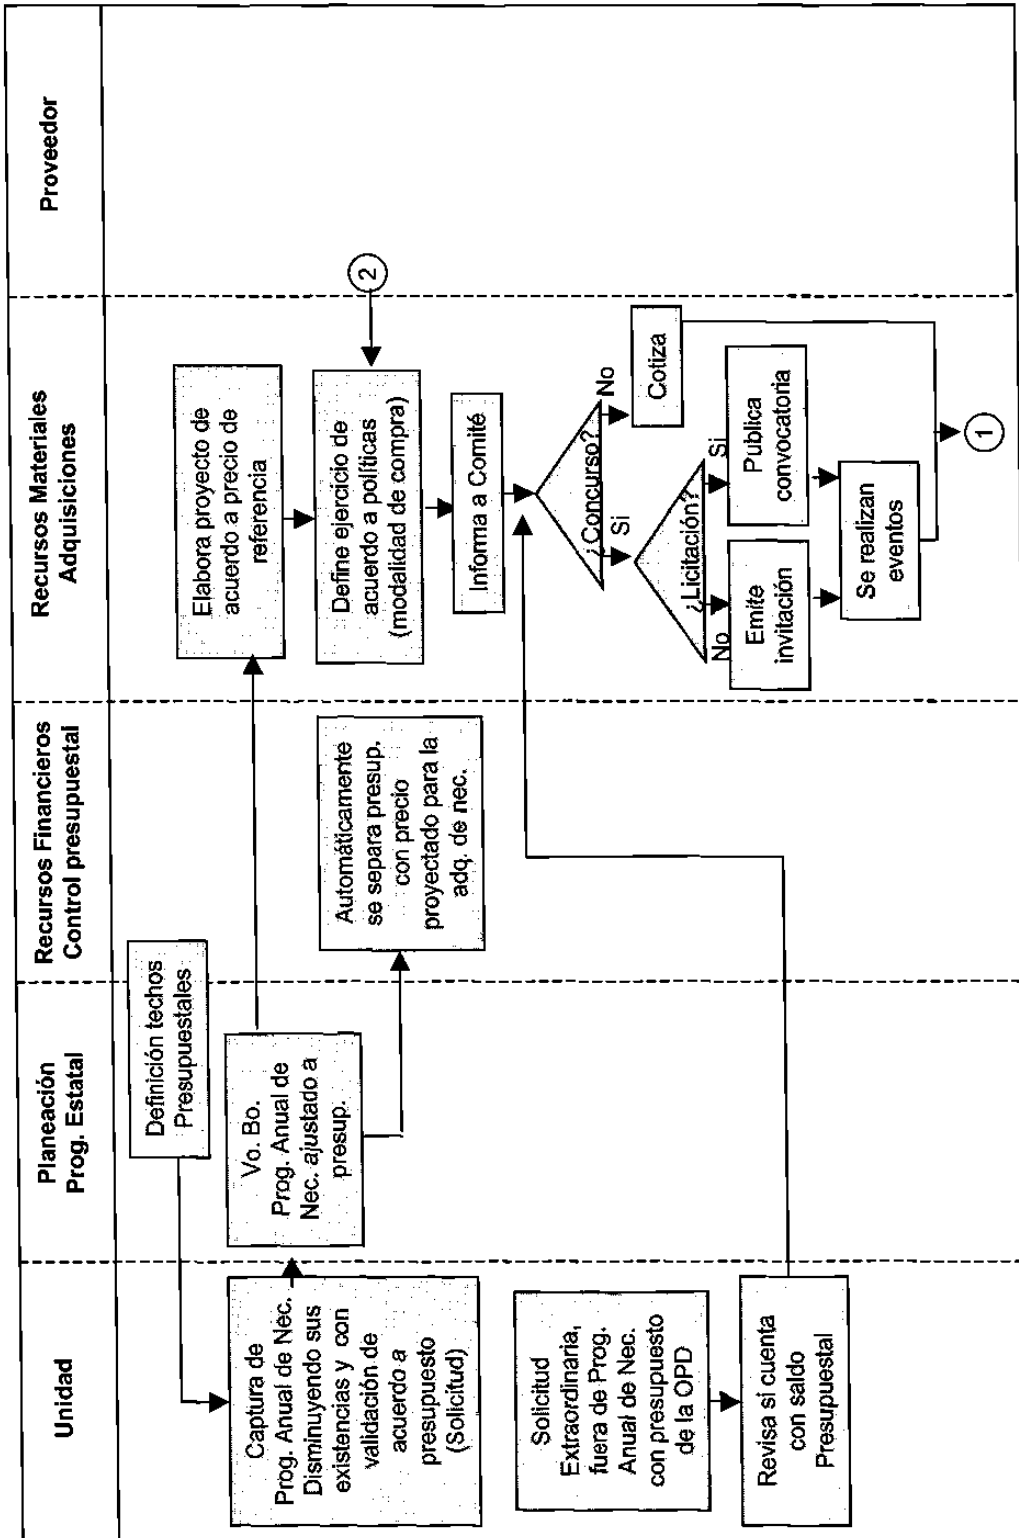 Unidad
Planeación
Prog. Estatal
Recursos Financieros
Control presupuestal
Recursos Materiales
Adquisiciones
Proveedor
Definición techos
Presupuestales
Captura de
Prog. Anual de Nec.
Disminuyendo sus
existencias y con
validación de
acuerdo a
presupuesto
(Solicitud)
Vo. Bo.
Prog. Anual de
Nec. ajustado a
presup.
Automáticamente
se separa presup.
con precio
proyectado para la
adq. de nec.
Elabora proyecto de
acuerdo a precio de
referencia
Define ejercicio de
acuerdo a políticas
(modalidad de compra)
2
Informa a Comité
¿Concurso?
No
Si
Cotiza
¿Licitación?
No
Si
Emite
invitación
Publica
convocatoria
Se realizan
eventos
1
Solicitud
Extraordinaria,
fuera de Prog.
Anual de Nec.
con presupuesto
de la OPD
Revisa si cuenta
con saldo
Presupuestal